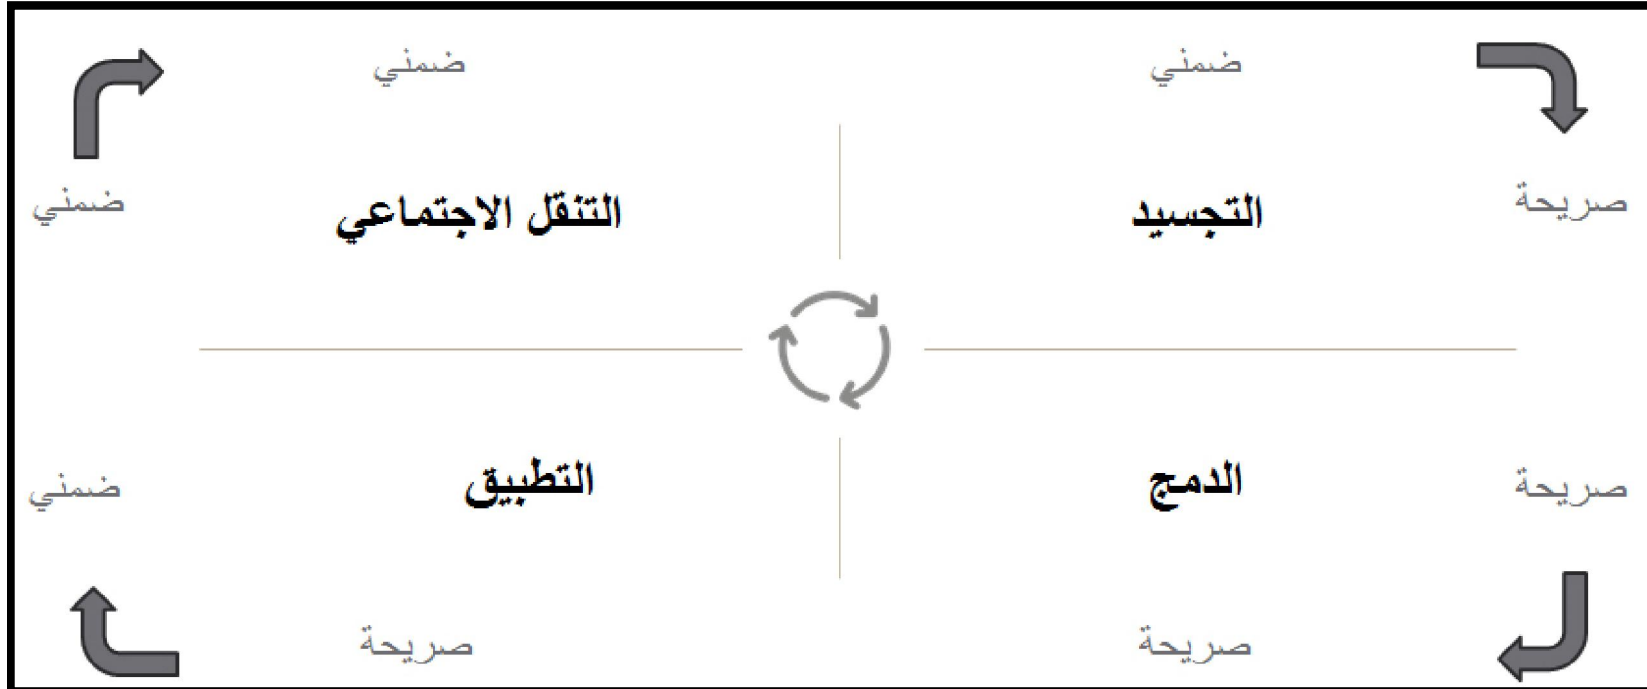 ضمني
ضمني
صريحة
التجسيد
التنقل الاجتماعي
ضمني
صريحة
الدمج
التطبيق
ضمني
صريحة
صريحة